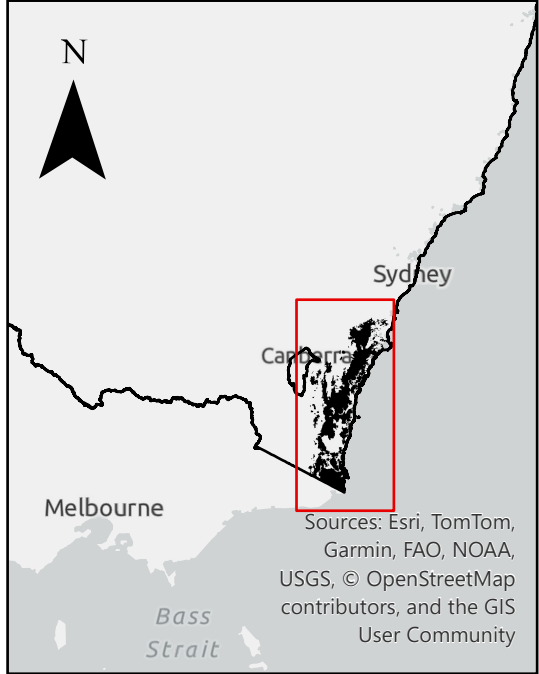 N
Sydney
Canberra
Melbourne
Sources: Esri, TomTom,
Garmin, FAO, NOAA,
USGS, © OpenStreetMap
contributors, and the GIS
User Community
Bass
Strait